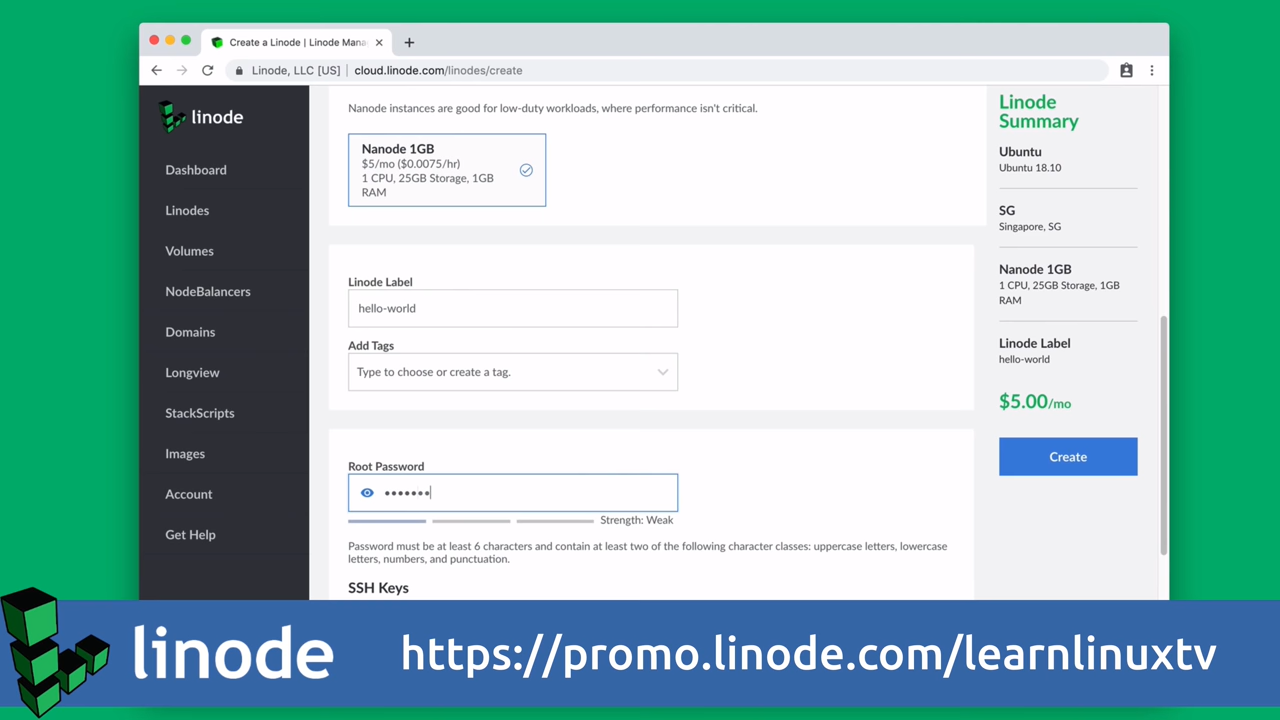 Create a Linode | Linode Mana
Linode, LLC [US] | cloud.linode.com/linodes/create
linode
Dashboard
Linodes
Volumes
NodeBalancers
Domains
Longview
StackScripts
Images
Account
Get Help
Nanode instances are good for low-duty workloads, where performance isn't critical.
Nanode 1GB
$5/mo ($0.0075/hr)
1 CPU, 25GB Storage, 1GB
RAM
Linode Label
hello-world
Add Tags
Type to choose or create a tag.
Root Password
•••••••
Strength: Weak
Password must be at least 6 characters and contain at least two of the following character classes: uppercase letters, lowercase
letters, numbers, and punctuation.
SSH Keys
Linode
Summary
Ubuntu
Ubuntu 18.10
SG
Singapore, SG
Nanode 1GB
1 CPU, 25GB Storage, 1GB
RAM
Linode Label
hello-world
$5.00/mo
Create
linode
https://promo.linode.com/learnlinuxtv